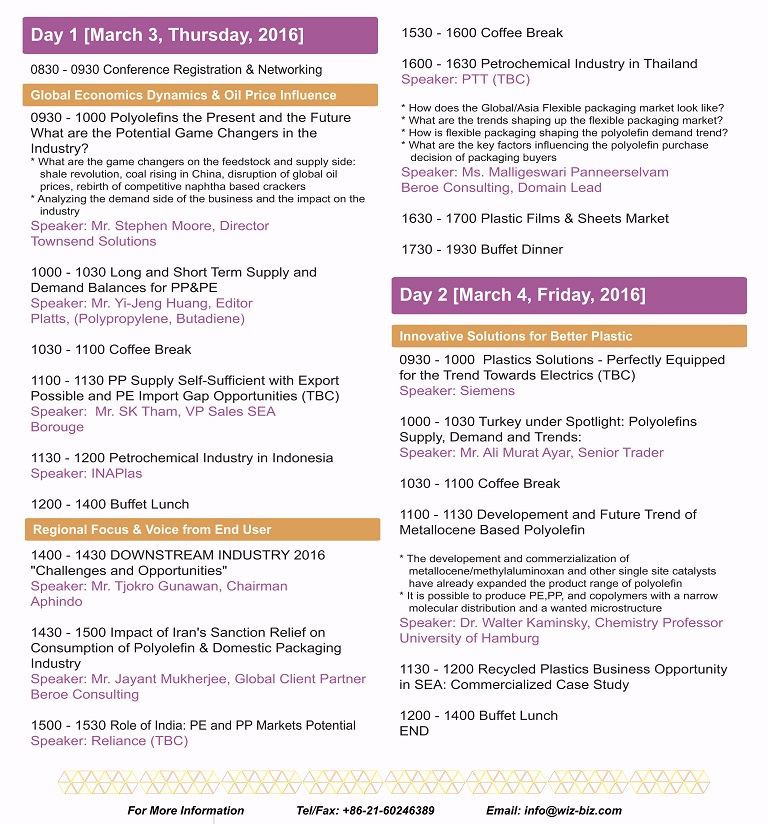 Day 1 [March 3, Thursday, 2016]
0830 - 0930 Conference Registration & Networking
Global Economics Dynamics & Oil Price Influence
0930 - 1000 Polyolefins the Present and the Future
What are the Potential Game Changers in the
Industry?
* What are the game changers on the feedstock and supply side:
shale revolution, coal rising in China, disruption of global oil
prices, rebirth of competitive naphtha based crackers
* Analyzing the demand side of the business and the impact on the
industry
Speaker: Mr. Stephen Moore, Director
Townsend Solutions
1000 - 1030 Long and Short Term Supply and
Demand Balances for PP&PE
Speaker: Mr. Yi-Jeng Huang, Editor
Platts, (Polypropylene, Butadiene)
1030 - 1100 Coffee Break
1100 - 1130 PP Supply Self-Sufficient with Export
Possible and PE Import Gap Opportunities (TBC)
Speaker:  Mr. SK Tham, VP Sales SEA
Borouge
1130 - 1200 Petrochemical Industry in Indonesia
Speaker: INAPlas
1200 - 1400 Buffet Lunch
Regional Focus & Voice from End User
1400 - 1430 DOWNSTREAM INDUSTRY 2016
"Challenges and Opportunities"
Speaker: Mr. Tjokro Gunawan, Chairman
Aphindo
1430 - 1500 Impact of Iran's Sanction Relief on
Consumption of Polyolefin & Domestic Packaging
Industry
Speaker: Mr. Jayant Mukherjee, Global Client Partner
Beroe Consulting
1500 - 1530 Role of India: PE and PP Markets Potential
Speaker: Reliance (TBC)
1530 - 1600 Coffee Break
1600 - 1630 Petrochemical Industry in Thailand
Speaker: PTT (TBC)
* How does the Global/Asia Flexible packaging market look like?
* What are the trends shaping up the flexible packaging market?
* How is flexible packaging shaping the polyolefin demand trend?
* What are the key factors influencing the polyolefin purchase
decision of packaging buyers
Speaker: Ms. Malligeswari Panneerselvam
Beroe Consulting, Domain Lead
1630 - 1700 Plastic Films & Sheets Market
1730 - 1930 Buffet Dinner
Day 2 [March 4, Friday, 2016]
Innovative Solutions for Better Plastic
0930 - 1000  Plastics Solutions - Perfectly Equipped
for the Trend Towards Electrics (TBC)
Speaker: Siemens
1000 - 1030 Turkey under Spotlight: Polyolefins
Supply, Demand and Trends:
Speaker: Mr. Ali Murat Ayar, Senior Trader
1030 - 1100 Coffee Break
1100 - 1130 Developement and Future Trend of
Metallocene Based Polyolefin
* The developement and commerzialization of
metallocene/methylaluminoxan and other single site catalysts
have already expanded the product range of polyolefin
* It is possible to produce PE,PP, and copolymers with a narrow
molecular distribution and a wanted microstructure
Speaker: Dr. Walter Kaminsky, Chemistry Professor
University of Hamburg
1130 - 1200 Recycled Plastics Business Opportunity
in SEA: Commercialized Case Study
1200 - 1400 Buffet Lunch
END
For More Information Tel/Fax: +86-21-60246389 Email: info@wiz-biz.com